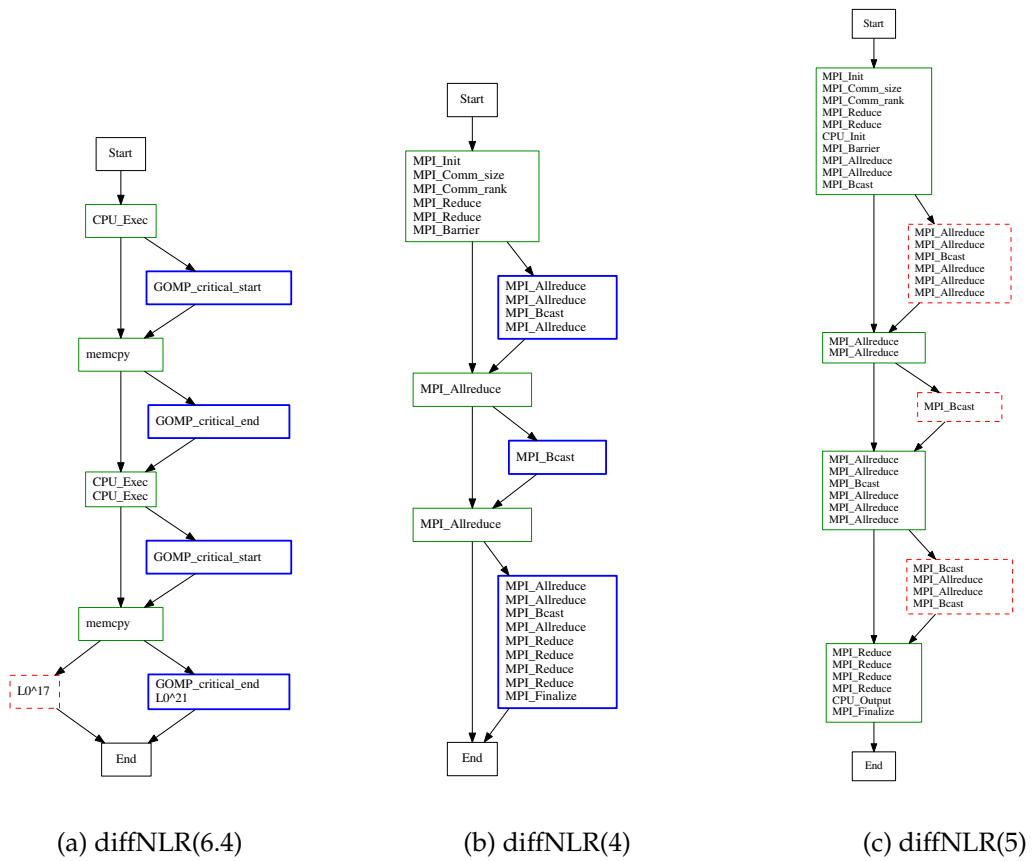 Start
CPU_Exec
GOMP_critical_start
memcpy
GOMP_critical_end
CPU_Exec
CPU_Exec
GOMP_critical_start
memcpy
L0^17
GOMP_critical_end
L0^21
End
(a) diffNLR(6.4)
Start
MPI_Init
MPI_Comm_size
MPI_Comm_rank
MPI_Reduce
MPI_Reduce
MPI_Barrier
MPI_Allreduce
MPI_Allreduce
MPI_Bcast
MPI_Allreduce
MPI_Allreduce
MPI_Bcast
MPI_Allreduce
MPI_Allreduce
MPI_Allreduce
MPI_Bcast
MPI_Allreduce
MPI_Reduce
MPI_Reduce
MPI_Reduce
MPI_Reduce
MPI_Finalize
End
(b) diffNLR(4)
Start
MPI_Init
MPI_Comm_size
MPI_Comm_rank
MPI_Reduce
MPI_Reduce
CPU_Init
MPI_Barrier
MPI_Allreduce
MPI_Allreduce
MPI_Bcast
MPI_Allreduce
MPI_Allreduce
MPI_Bcast
MPI_Allreduce
MPI_Allreduce
MPI_Allreduce
MPI_Allreduce
MPI_Allreduce
MPI_Bcast
MPI_Allreduce
MPI_Allreduce
MPI_Bcast
MPI_Allreduce
MPI_Allreduce
MPI_Allreduce
MPI_Bcast
MPI_Allreduce
MPI_Allreduce
MPI_Bcast
MPI_Reduce
MPI_Reduce
MPI_Reduce
MPI_Reduce
CPU_Output
MPI_Finalize
End
(c) diffNLR(5)